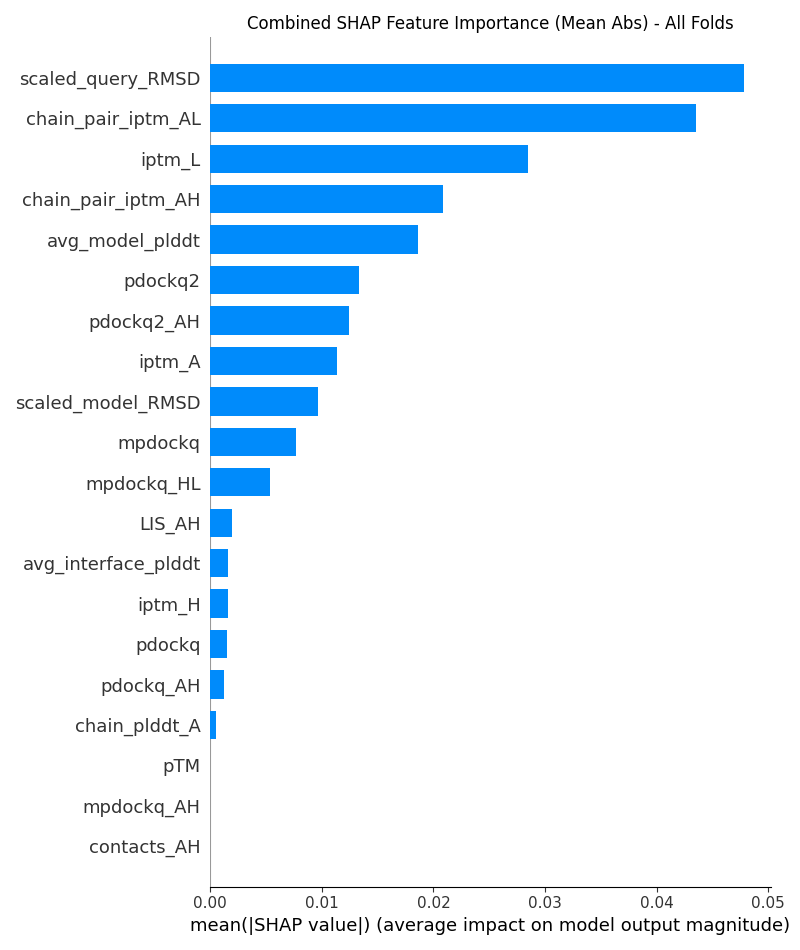 Combined SHAP Feature Importance (Mean Abs) - All Folds
scaled_query_RMSD
chain_pair_iptm_AL
iptm_L
chain_pair_iptm_AH
avg_model_plddt
pdockq2
pdockq2_AH
iptm_A
scaled_model_RMSD
mpdockq
mpdockq_HL
LIS_AH
avg_interface_plddt
iptm_H
pdockq
pdockq_AH
chain_plddt_A
pTM
mpdockq_AH
contacts_AH
0.00 0.01 0.02 0.03 0.04 0.05
mean(|SHAP value|) (average impact on model output magnitude)